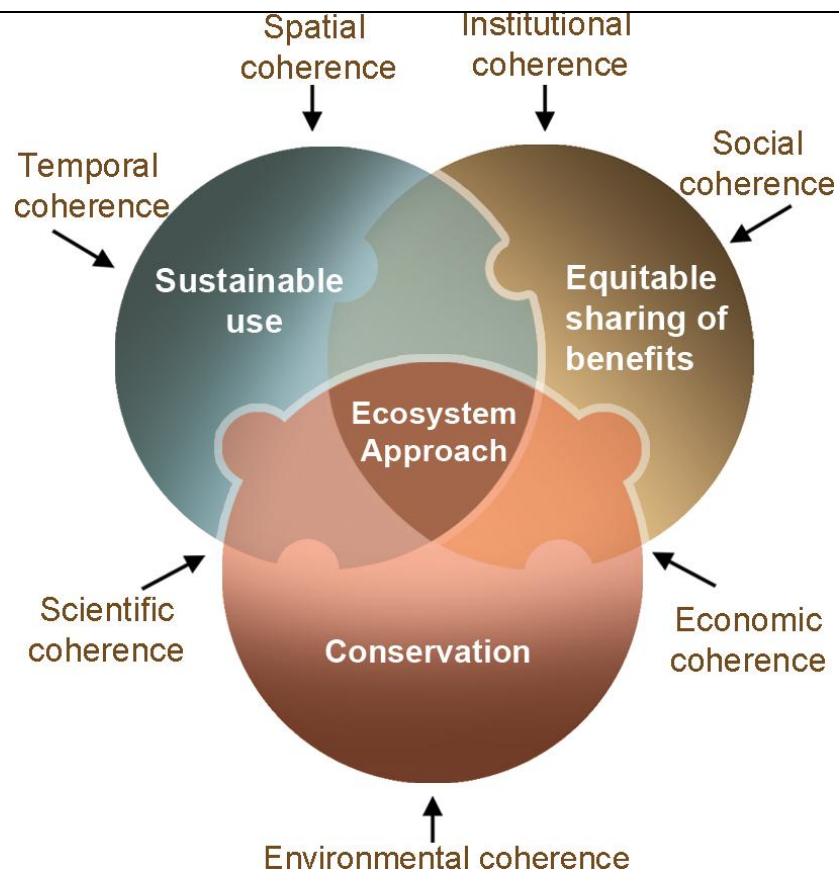 Spatial
coherence
Institutional
coherence
Temporal
coherence
Social
coherence
Sustainable
use
Equitable
sharing of
benefits
Ecosystem
Approach
Scientific
coherence
Economic
coherence
Conservation
Environmental coherence